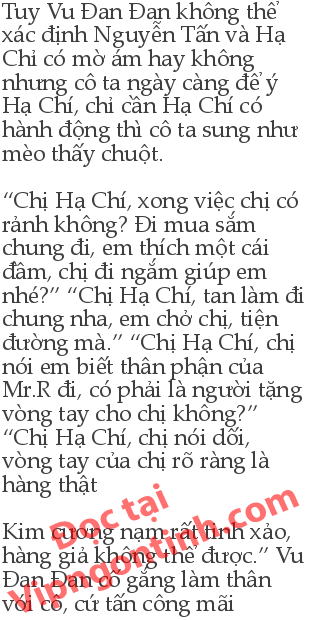 Tuy Vu Đan Đan không thể
xác định Nguyễn Tấn và Hạ
Chỉ có mờ ám hay không
nhưng cô ta ngày càng để ý
Hạ Chí, chỉ cần Hạ Chí có
hành động thì cô ta sung như
mèo thấy chuột.
“Chị Hạ Chí, xong việc chị có
rảnh không? Đi mua sắm
chung đi, em thích một cái
đầm, chị đi ngắm giúp em
nhé?” “Chị Hạ Chí, tan làm đi
chung nha, em chở chị, tiện
đường mà.” “Chị Hạ Chí, chị
nói em biết thân phận của
Mr.R đi, có phải là người tặng
vòng tay cho chị không?”
“Chị Hạ Chí, chị nói dối,
vòng tay của chị rõ ràng là
hàng thật
Kim cương nạm rất tinh xảo,
hàng giả không thể được.” Vu
Đan Đan cố gắng làm thân
với cô, cứ tấn công mãi
Đọc tại
Vipngontinh.com